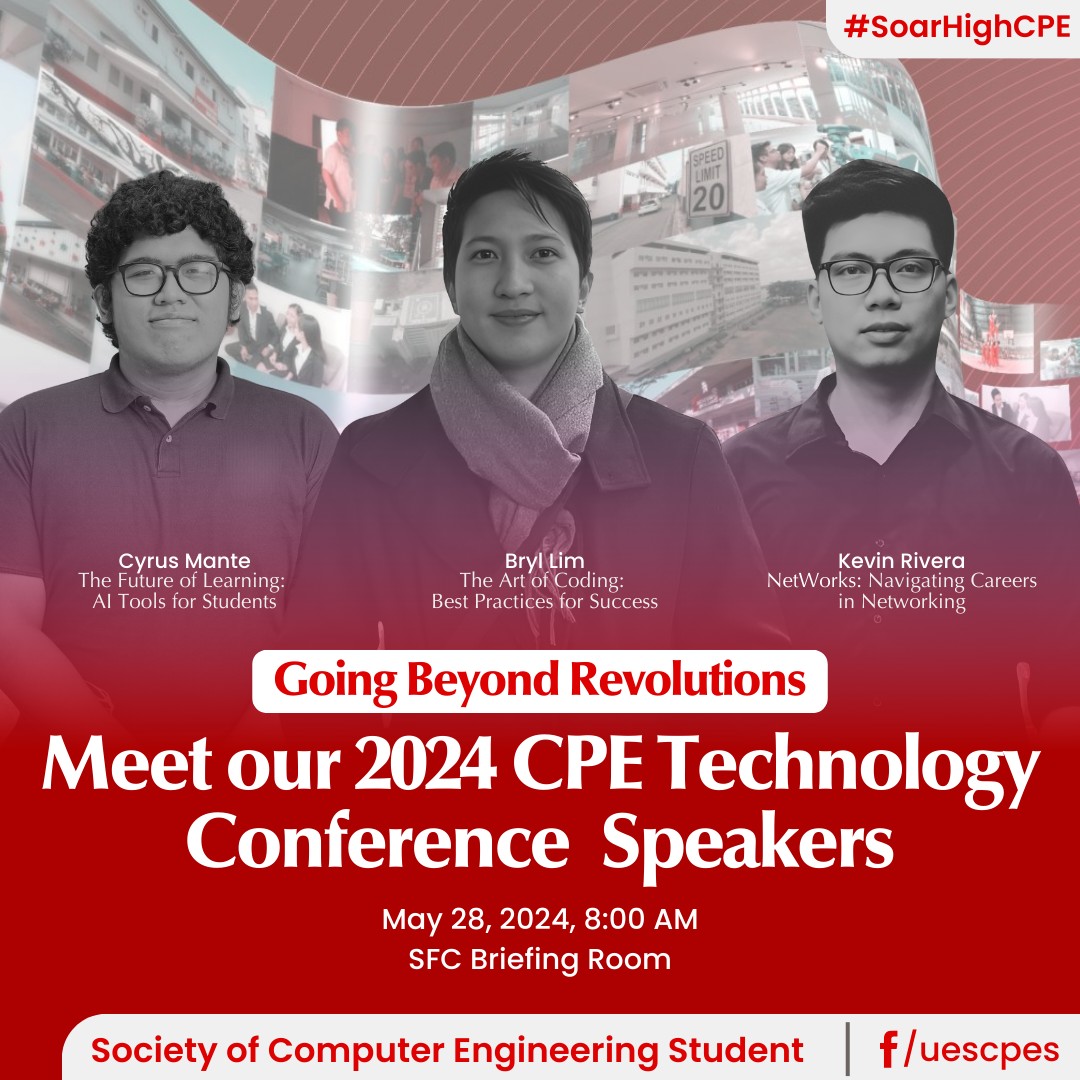 #SoarHighCPE
SPEED
LIMIT
20
Cyrus Mante
The Future of Learning:
AI Tools for Students
Bryl Lim
The Art of Coding:
Best Practices for Success
Kevin Rivera
NetWorks: Navigating Careers
in Networking
Going Beyond Revolutions
Meet our 2024 CPE Technology
Conference Speakers
May 28, 2024, 8:00 AM
SFC Briefing Room
Society of Computer Engineering Student
f/uescpes